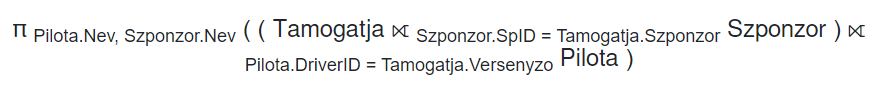 π Pilota.Nev, Szponzor.Nev ( ( Tamogatja ⋉ Szponzor.SpID = Tamogatja.Szponzor Szponzor ) ⋉
Pilota.DriverID = Tamogatja.Versenyzo Pilota )